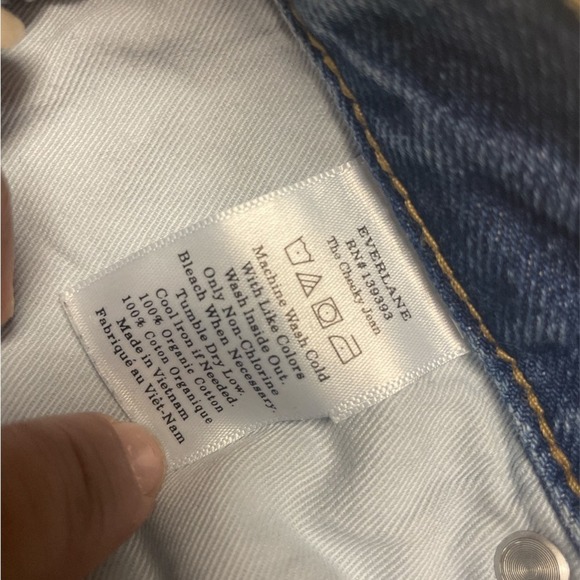 EVERLANE
RN# 139393
The Cheeky Jean
Machine Wash Cold
With Like Colors
Wash Inside Out.
Only Non-Chlorine
Bleach When Necessary.
Tumble Dry Low.
Cool Iron if Needed.
100% Organic Cotton
100% Coton Organique
Made in Vietnam
Fabriqué au Viêt-Nam